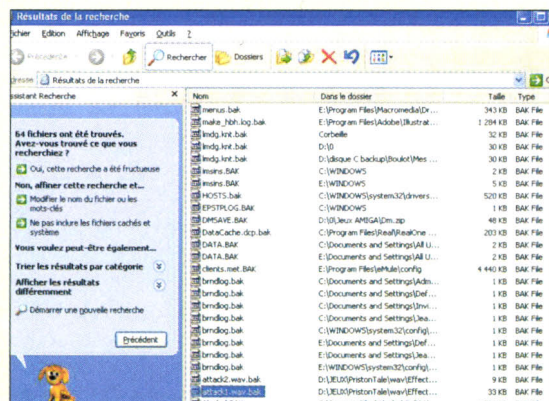 Résultats de la recherche
ichier Edition Affichage Favoris Outils ?
Précédente Rechercher Dossiers
dresse Résultats de la recherche
ssistant Recherche
64 fichiers ont été trouvés.
Avez-vous trouvé ce que vous
recherchiez ?
Oui, cette recherche a été fructueuse
Non, affiner cette recherche et...
Modifier le nom du fichier ou les
mots-clés
Ne pas inclure les fichiers cachés et
système
Vous voulez peut-être également...
Trier les résultats par catégorie
Afficher les résultats
différemment
Démarrer une nouvelle recherche
Précédent
Nom Dans le dossier Taille Type
menus.bak E:\Program Files\Macromedia\Dr... 343 KB BAK File
make_hbh.log.bak E:\Program Files\Adobe\Illustrat... 1 284 KB BAK File
lmdg.knt.bak Corbeille 32 KB BAK File
lmdg.knt.bak D:\0 30 KB BAK File
lmdg.knt.bak D:\disque C backup\Boulot\Mes ... 30 KB BAK File
imsins.BAK C:\WINDOWS 2 KB BAK File
imsins.BAK E:\WINDOWS 5 KB BAK File
HOSTS.bak C:\WINDOWS\system32\drivers... 520 KB BAK File
EPSTPLOG.BAK C:\WINDOWS 1 KB BAK File
DMSAVE.BAK D:\0\Jeux AMIGA\Dm.zip 48 KB BAK File
DataCache.dcp.bak C:\Program Files\Real\RealOne ... 203 KB BAK File
DATA.BAK C:\Documents and Settings\All U... 2 KB BAK File
DATA.BAK E:\Documents and Settings\All U... 2 KB BAK File
clients.met.BAK E:\Program Files\eMule\config 4 440 KB BAK File
brndlog.bak C:\Documents and Settings\Adm... 1 KB BAK File
brndlog.bak C:\Documents and Settings\Def... 1 KB BAK File
brndlog.bak C:\Documents and Settings\Invi... 1 KB BAK File
brndlog.bak C:\Documents and Settings\Jea... 1 KB BAK File
brndlog.bak C:\WINDOWS\system32\config\... 1 KB BAK File
brndlog.bak E:\Documents and Settings\Def... 1 KB BAK File
brndlog.bak E:\Documents and Settings\Jea... 1 KB BAK File
brndlog.bak E:\WINDOWS\system32\config\... 1 KB BAK File
attack2.wav.bak D:\JEUX\PristonTale\wav\Effect... 9 KB BAK File
attack1.wav.bak D:\JEUX\PristonTale\wav\Effect... 33 KB BAK File